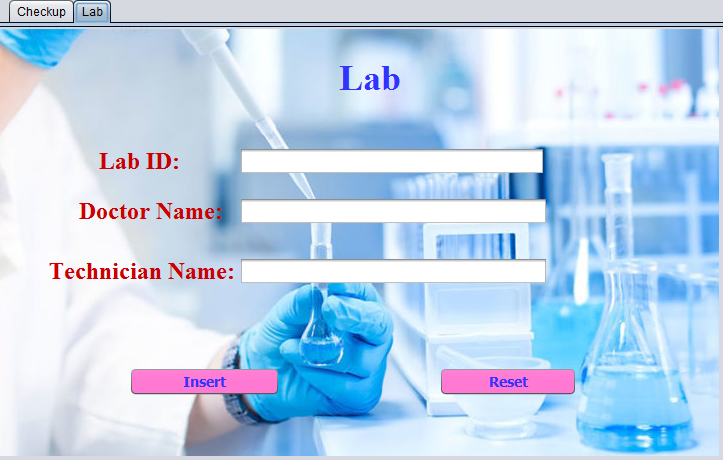 Checkup Lab
Lab
Lab ID:
Doctor Name:
Technician Name:
Insert Reset